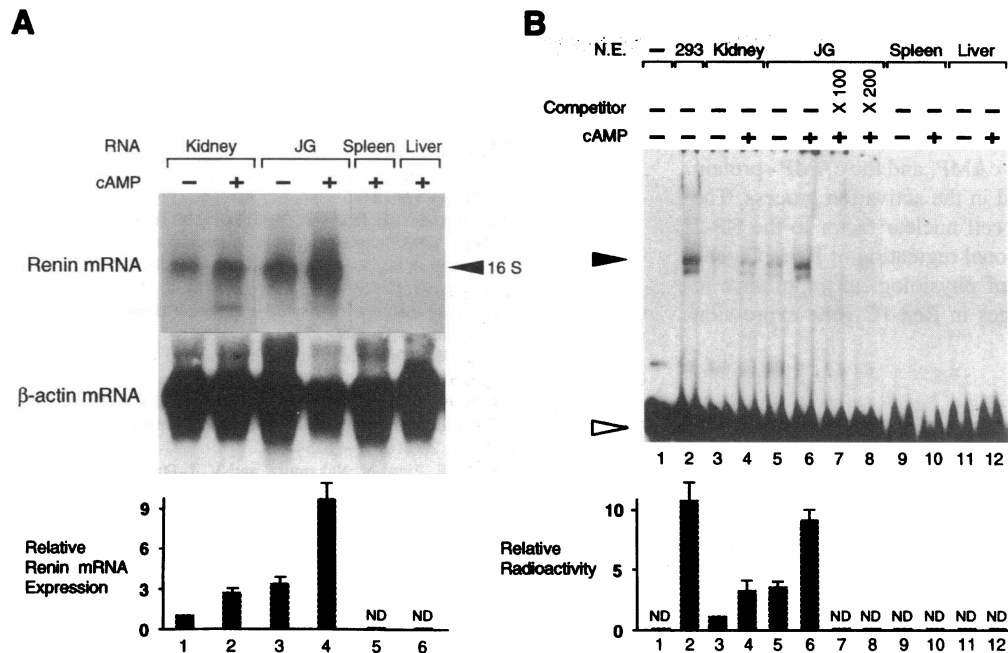 A
RNA Kidney JG Spleen Liver
cAMP − + − + + +
Renin mRNA
16 S
β-actin mRNA
9
6
3
0
Relative
Renin mRNA
Expression
ND ND
1 2 3 4 5 6
B
N.E. − 293 Kidney JG Spleen Liver
Competitor − − − − − − X 100 X 200 − − − −
cAMP − − − + − + + + − + − +
1 2 3 4 5 6 7 8 9 10 11 12
10
5
0
Relative
Radioactivity
ND ND ND ND ND ND ND
1 2 3 4 5 6 7 8 9 10 11 12